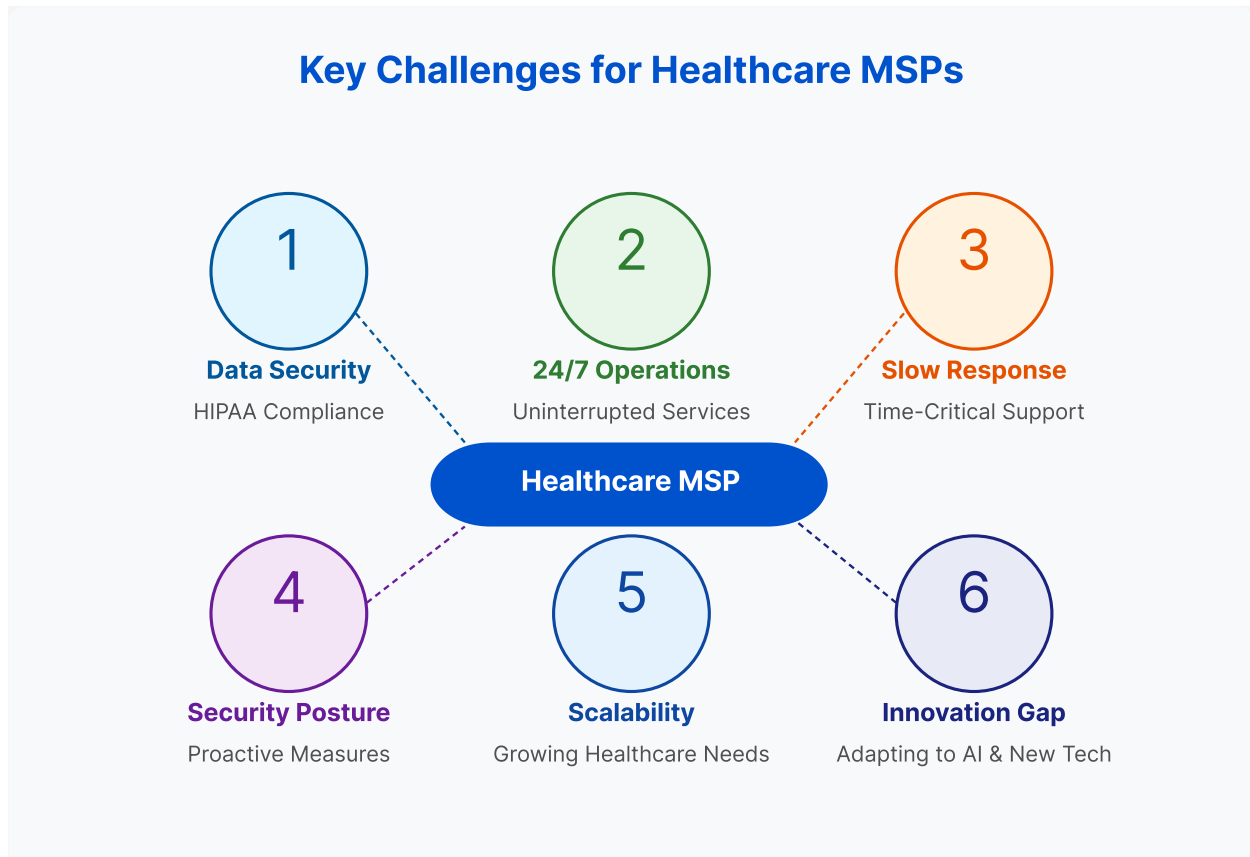 Key Challenges for Healthcare MSPs
1
2
3
Data Security
24/7 Operations
Slow Response
HIPAA Compliance
Uninterrupted Services
Time-Critical Support
Healthcare MSP
4
5
6
Security Posture
Scalability
Innovation Gap
Proactive Measures
Growing Healthcare Needs
Adapting to AI & New Tech